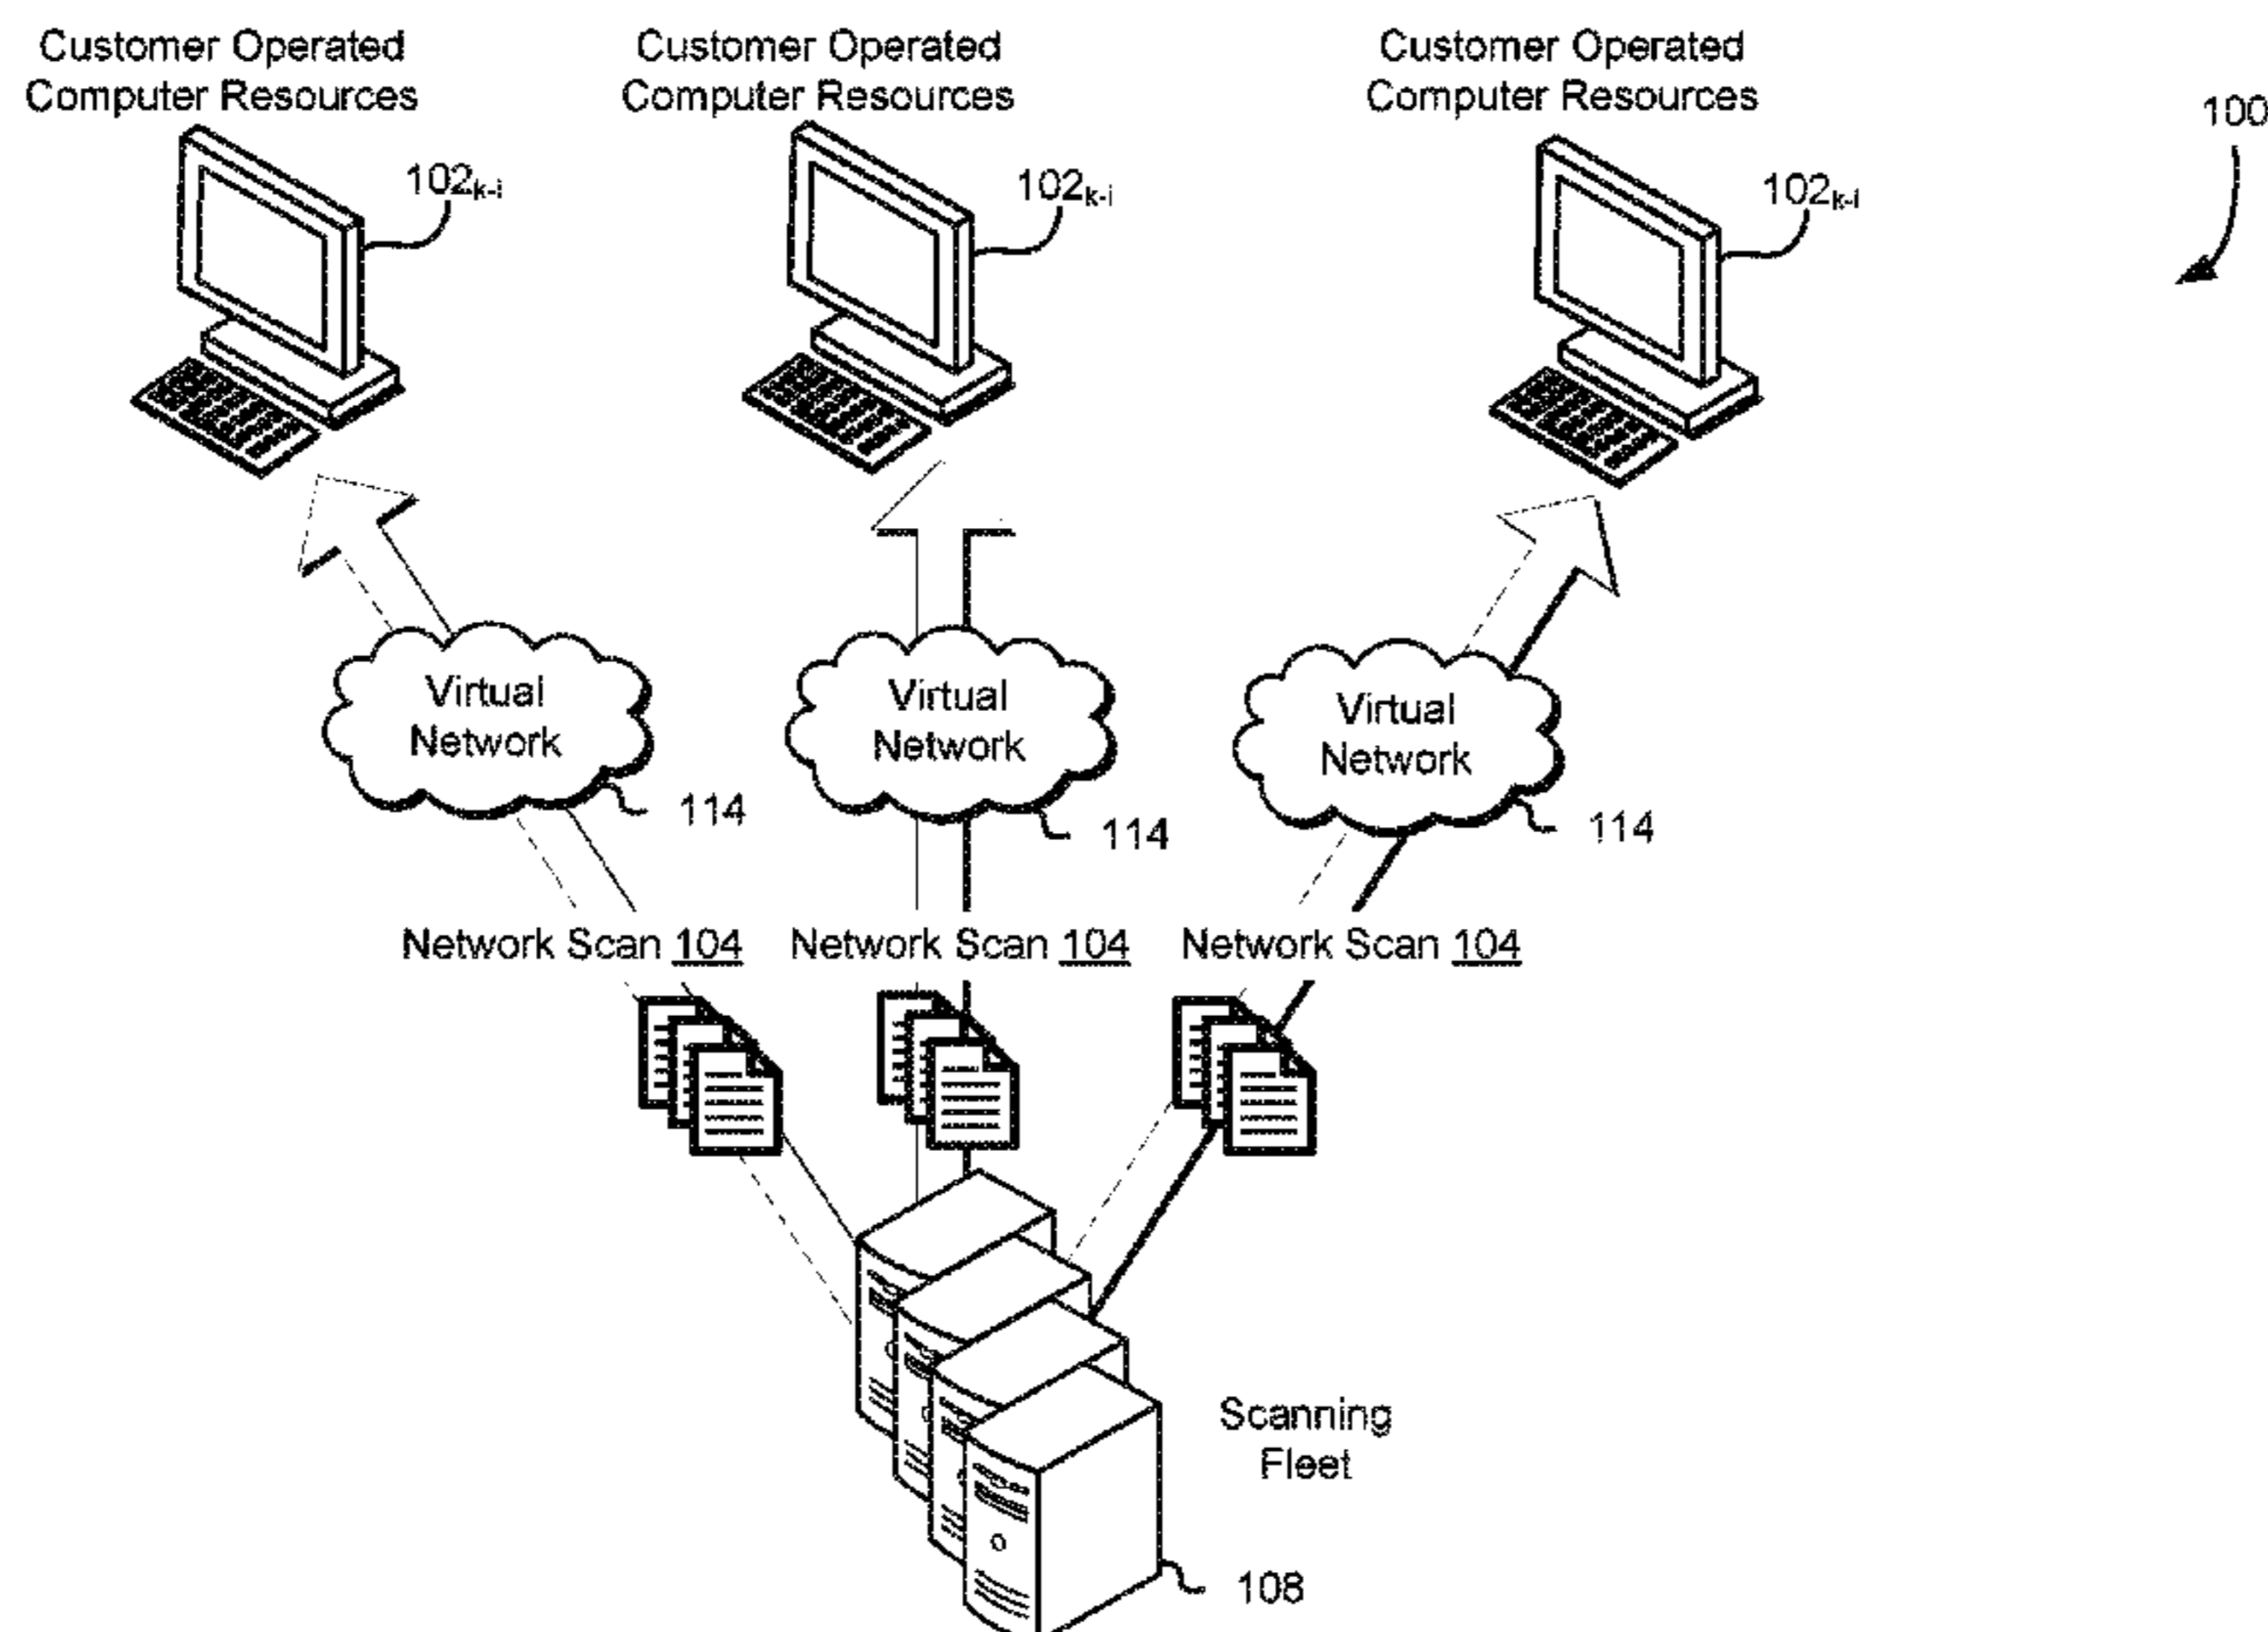 Customer Operated
Computer Resources
Customer Operated
Computer Resources
Customer Operated
Computer Resources
100
102k-i
102k-i
102k-i
Virtual
Network
Virtual
Network
Virtual
Network
114
114
114
Network Scan 104
Network Scan 104
Network Scan 104
Scanning
Fleet
108